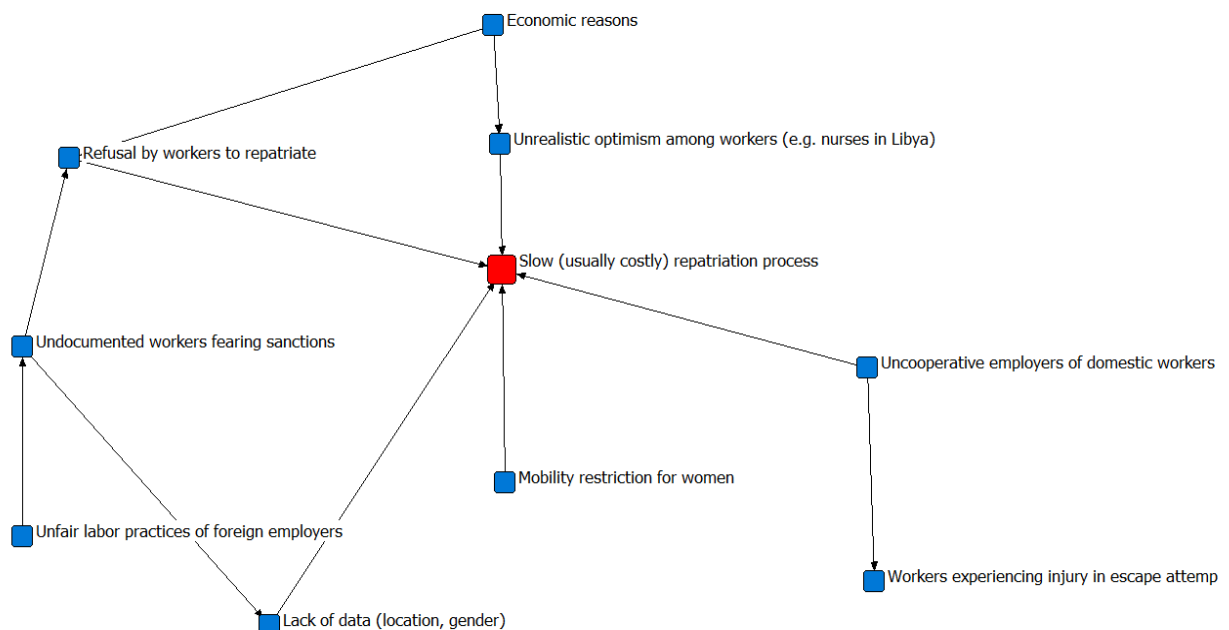 Economic reasons
Unrealistic optimism among workers (e.g. nurses in Libya)
Refusal by workers to repatriate
Slow (usually costly) repatriation process
Undocumented workers fearing sanctions
Uncooperative employers of domestic workers
Mobility restriction for women
Unfair labor practices of foreign employers
Workers experiencing injury in escape attemp
Lack of data (location, gender)